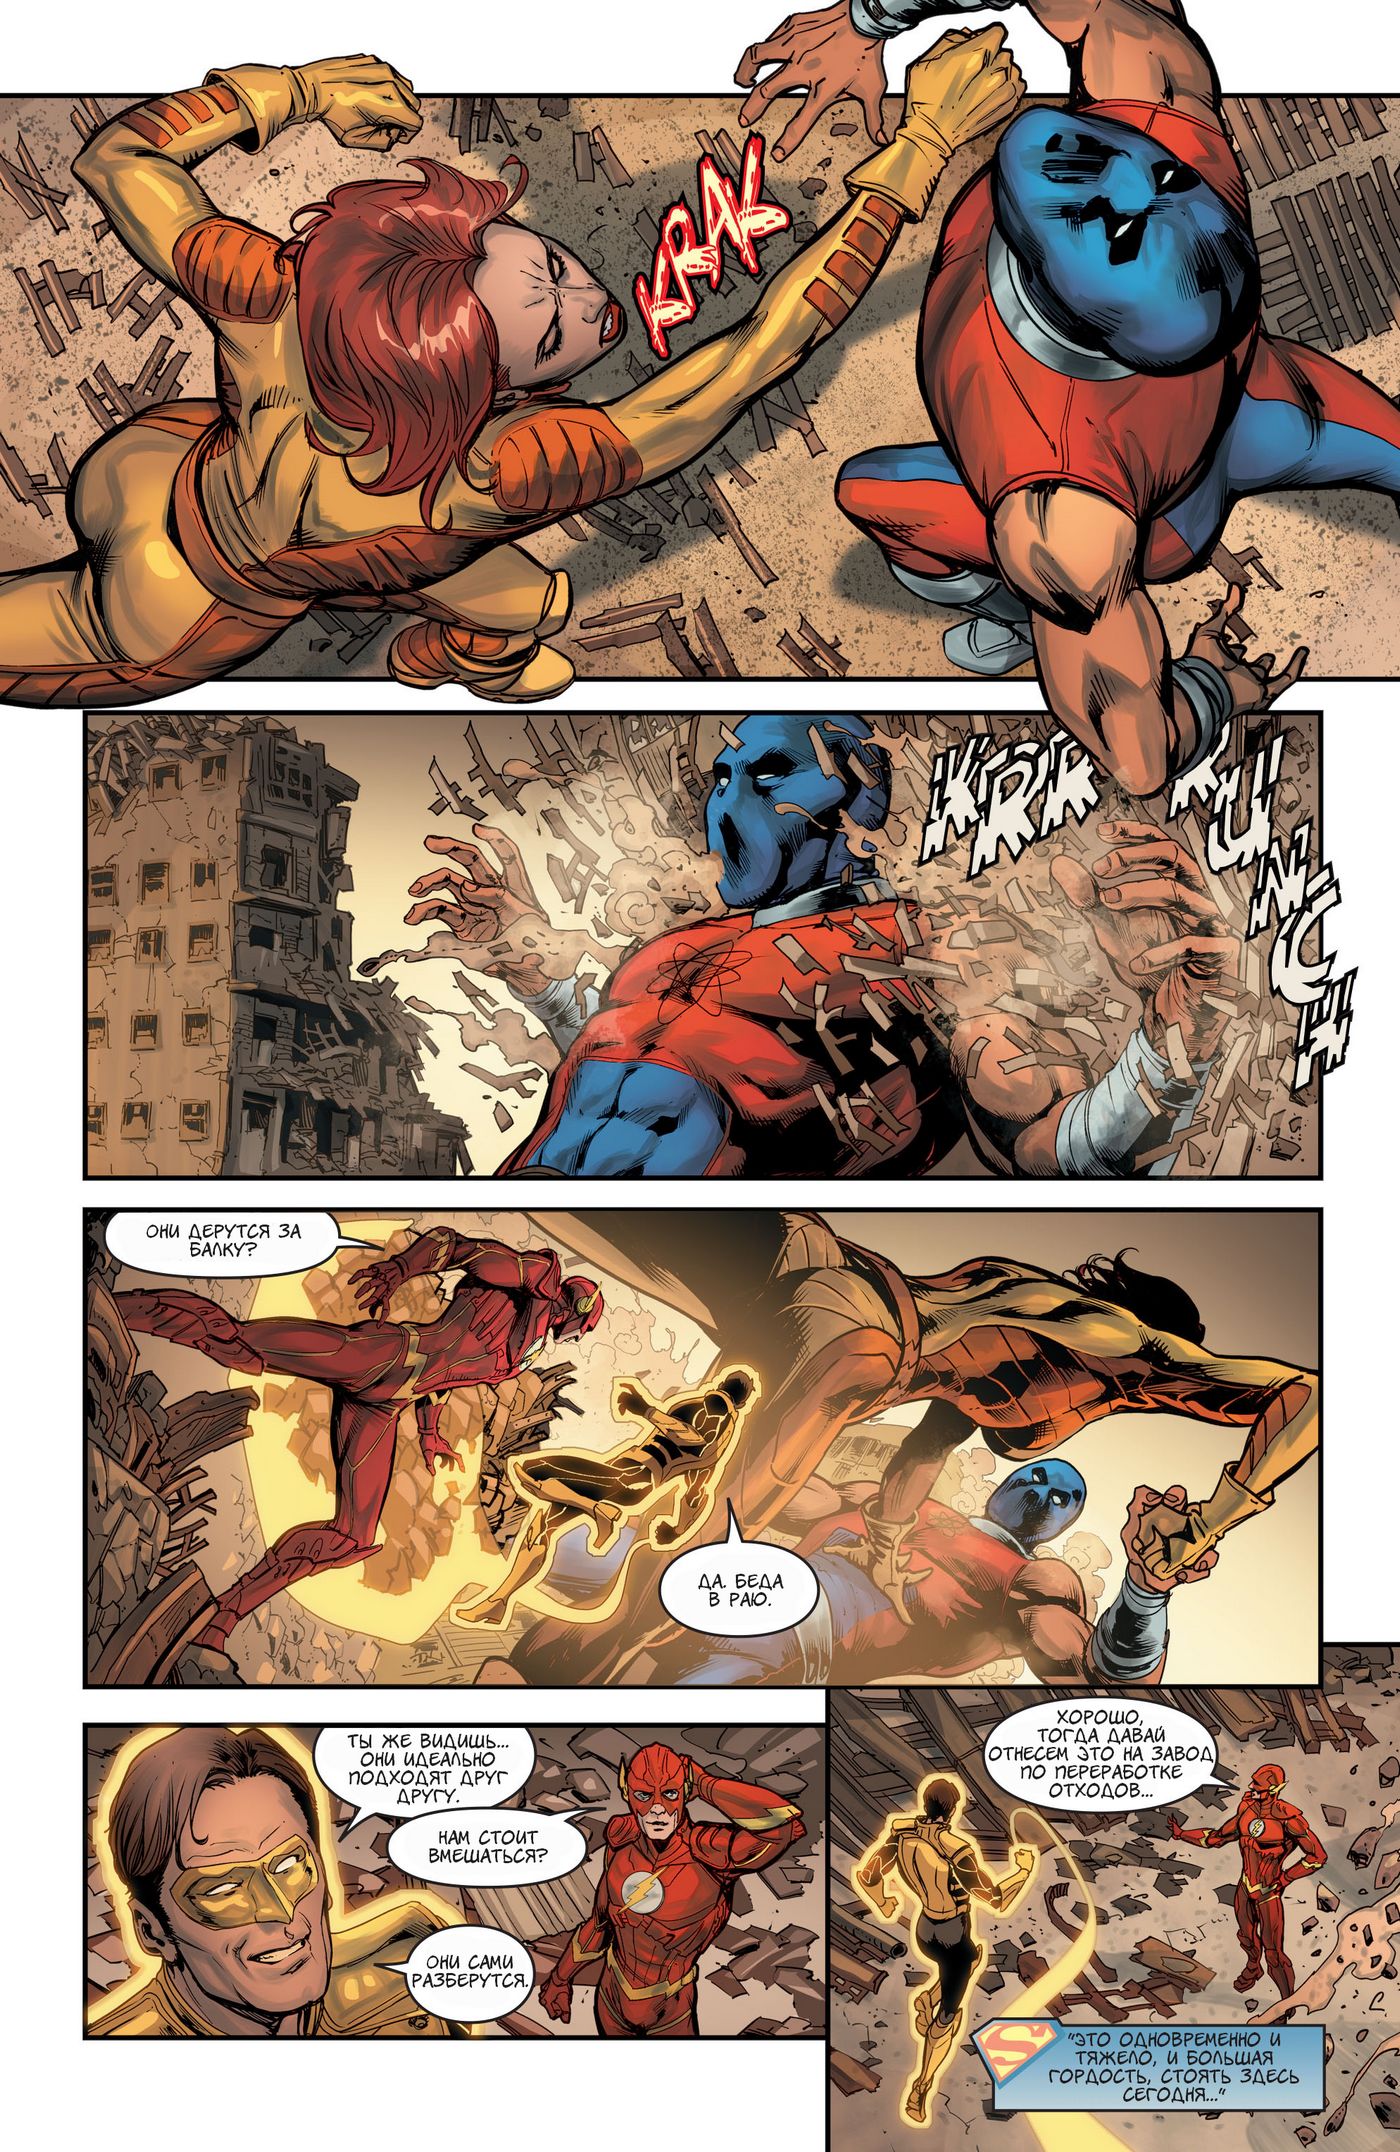 KRAK
KRRRRUNCH
ОНИ ДЕРУТСЯ ЗА
БАЛКУ?
ДА. БЕДА
В РАЮ.
ТЫ ЖЕ ВИДИШЬ...
ОНИ ИДЕАЛЬНО
ПОДХОДЯТ ДРУГ
ДРУГУ.
НАМ СТОИТ
ВМЕШАТЬСЯ?
ОНИ САМИ
РАЗБЕРУТСЯ.
ХОРОШО,
ТОГДА ДАВАЙ
ОТНЕСЕМ ЭТО НА ЗАВОД
ПО ПЕРЕРАБОТКЕ
ОТХОДОВ...
"ЭТО ОДНОВРЕМЕННО И
ТЯЖЕЛО, И БОЛЬШАЯ
ГОРДОСТЬ, СТОЯТЬ ЗДЕСЬ
СЕГОДНЯ..."